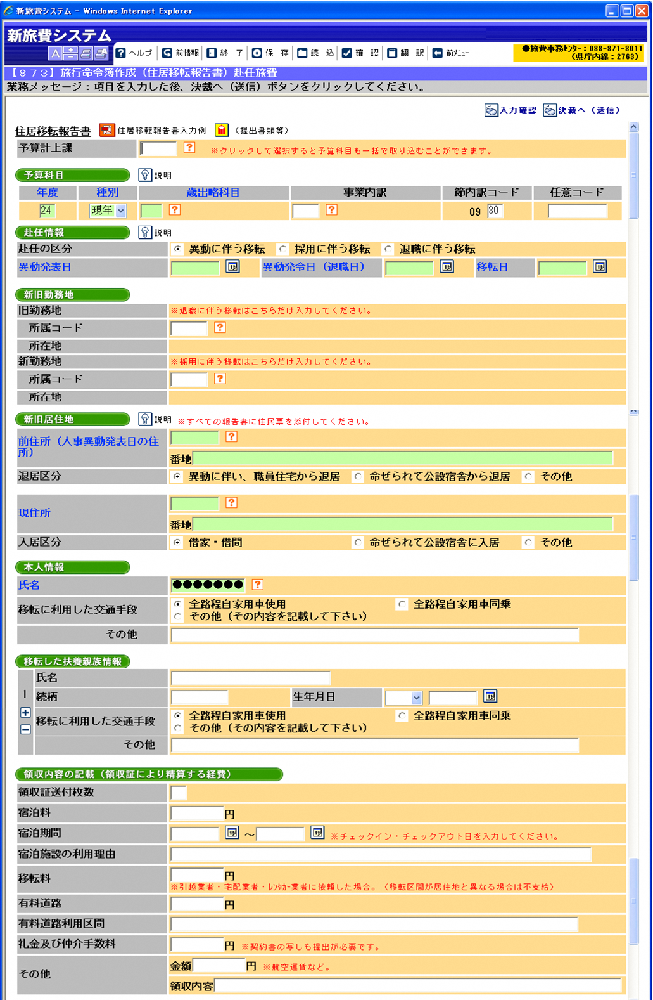 新旅費システム - Windows Internet Explorer
新旅費システム
A ヘルプ 前情報 終 了 保 存 読 込 確 認 翻 訳 前メニュー
●旅費事務センター：088-871-3011
（県庁内線：2763）
【８７３】旅行命令簿作成（住居移転報告書）赴任旅費
業務メッセージ：項目を入力した後、決裁へ（送信）ボタンをクリックしてください。
入力確認 決裁へ（送信）
住居移転報告書 住居移転報告書入力例 （提出書類等）
予算計上課 ? ※クリックして選択すると予算科目も一括で取り込むことができます。
予算科目 説明
年度 種別 歳出略科目 事業内訳 節内訳コード 任意コード
24 現年 ? ? 09 30
赴任情報 説明
赴任の区分 異動に伴う移転 採用に伴う移転 退職に伴う移転
異動発表日 異動発令日（退職日） 移転日
新旧勤務地
旧勤務地 ※退職に伴う移転はこちらだけ入力してください。
所属コード ?
所在地
新勤務地 ※採用に伴う移転はこちらだけ入力してください。
所属コード ?
所在地
新旧居住地 説明 ※すべての報告書に住民票を添付してください。
前住所（人事異動発表日の住所） ?
番地
退居区分 異動に伴い、職員住宅から退居 命ぜられて公設宿舎から退居 その他
現住所 ?
番地
入居区分 借家・借間 命ぜられて公設宿舎に入居 その他
本人情報
氏名 ●●●●●●● ?
移転に利用した交通手段 全路程自家用車使用 全路程自家用車同乗
その他（その内容を記載して下さい）
その他
移転した扶養親族情報
1 氏名
続柄 生年月日
移転に利用した交通手段 全路程自家用車使用 全路程自家用車同乗
その他（その内容を記載して下さい）
その他
領収内容の記載（領収証により精算する経費）
領収証送付枚数
宿泊料 円
宿泊期間 ～ ※チェックイン・チェックアウト日を入力してください。
宿泊施設の利用理由
移転料 円
※引越業者・宅配業者・レンタカー業者に依頼した場合。（移転区間が居住地と異なる場合は不支給）
有料道路 円
有料道路利用区間
礼金及び仲介手数料 円 ※契約書の写しも提出が必要です。
その他 金額 円 ※航空運賃など。
領収内容